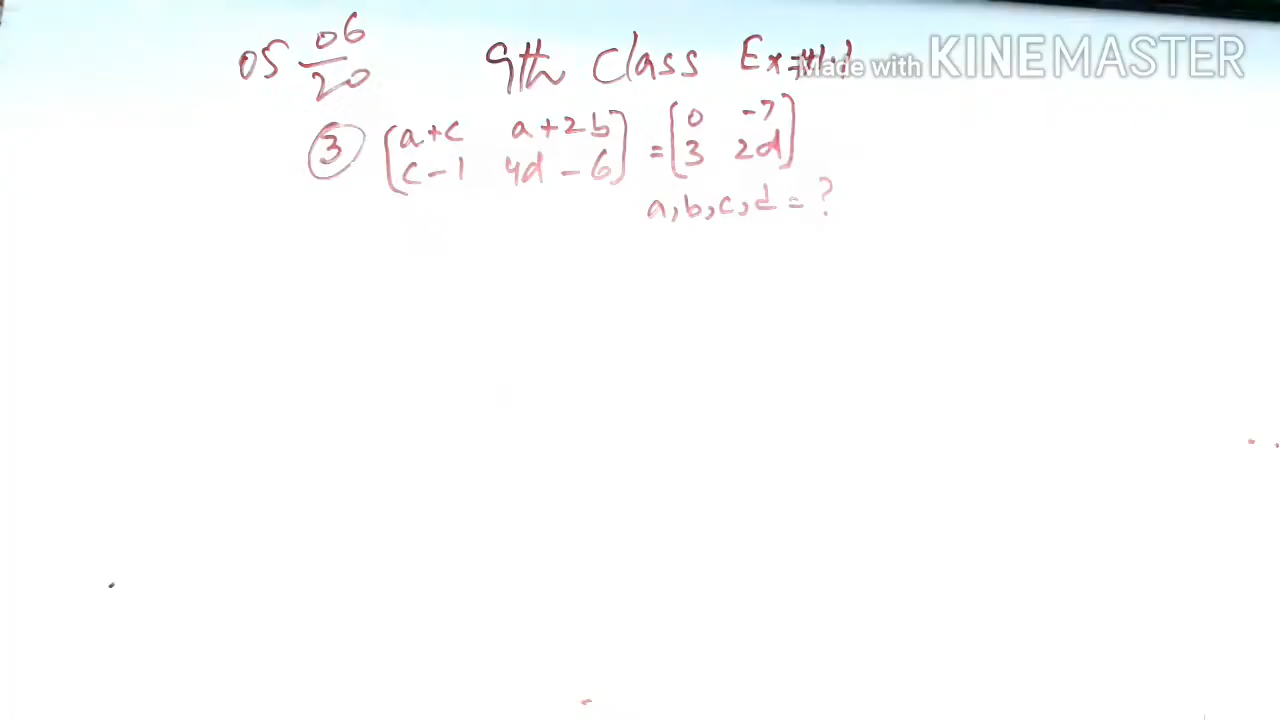 05 06/20 9th Class Ex=
Made with KINEMASTER
③ [a+c a+2b] = [0 -7]
[c-1 4d-6] [3 2d]
a,b,c,d = ?